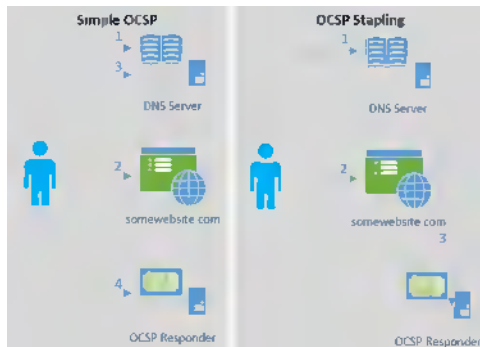 Simple OCSP
1
3
DNS Server
2
somewebsite com
4
OCSP Responder
OCSP Stapling
1
DNS Server
2
somewebsite com
3
OCSP Responder